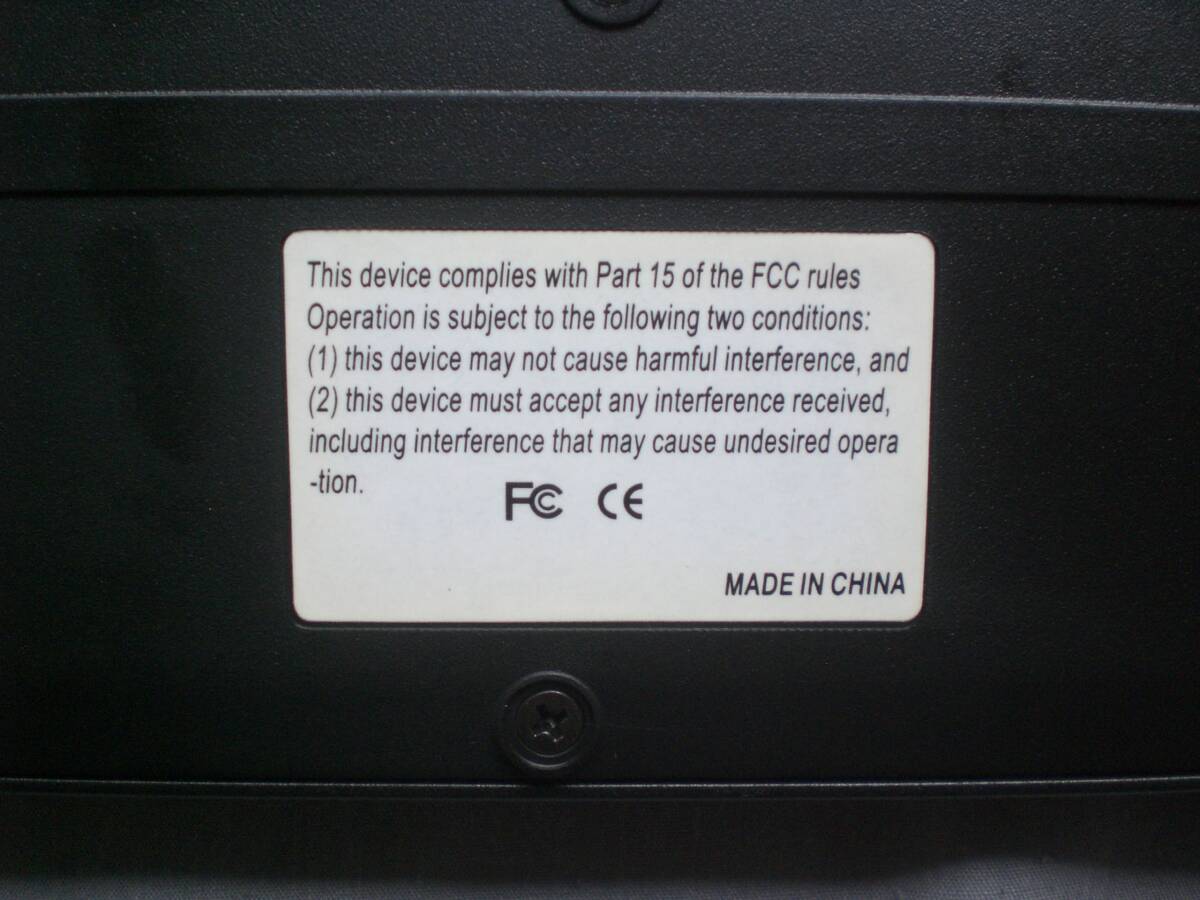 This device complies with Part 15 of the FCC rules
Operation is subject to the following two conditions:
(1) this device may not cause harmful interference, and
(2) this device must accept any interference received,
including interference that may cause undesired opera
-tion.
FC CE
MADE IN CHINA